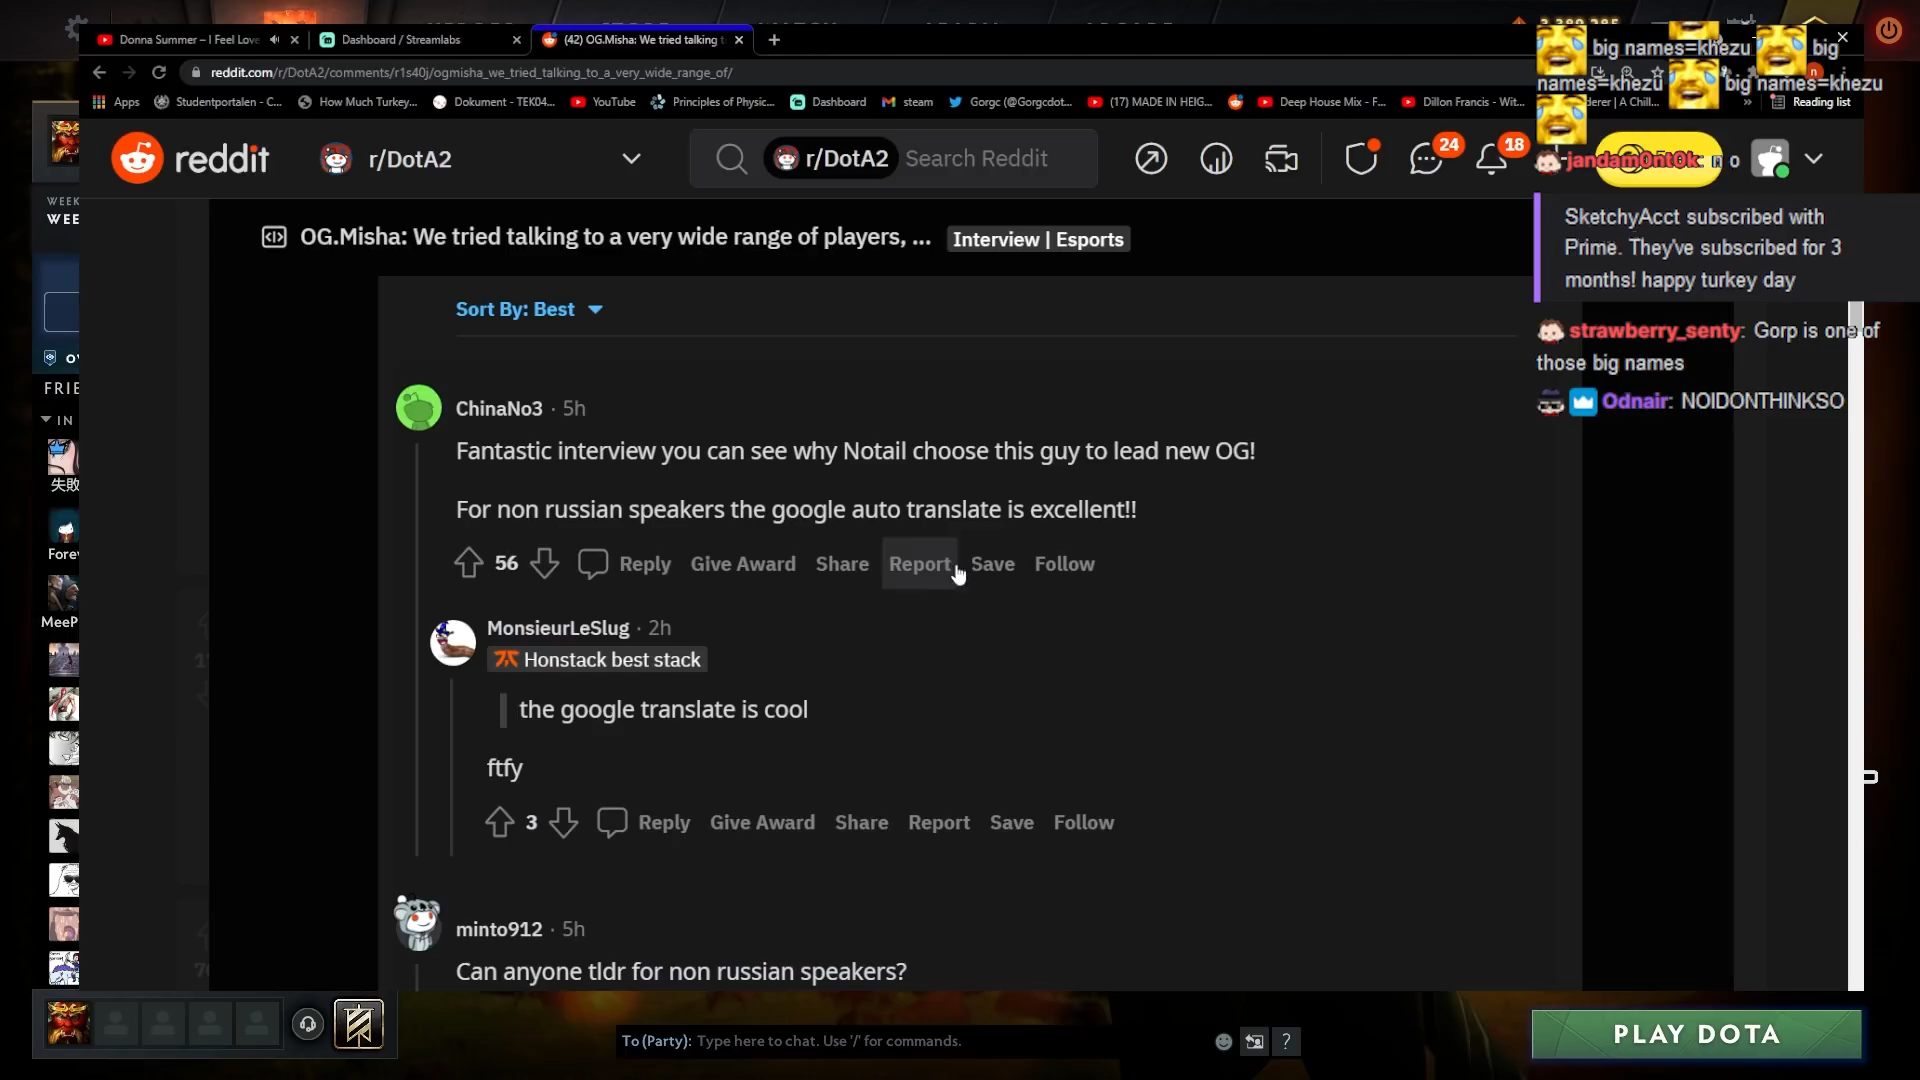 Donna Summer – I Feel Love
Dashboard / Streamlabs
(42) OG.Misha: We tried talking t
reddit.com/r/DotA2/comments/r1s40j/ogmisha_we_tried_talking_to_a_very_wide_range_of/
Apps
Studentportalen - C...
How Much Turkey...
Dokument - TEK04...
YouTube
Principles of Physic...
Dashboard
steam
Gorgc (@Gorgcdot...
(17) MADE IN HEIG...
Deep House Mix - F...
Dillon Francis - Wit...
derer | A Chill...
Reading list
big names=khezu big
names=khezu big names=khezu
jandam0nt0k: n o
SketchyAcct subscribed with
Prime. They've subscribed for 3
months! happy turkey day
strawberry_senty: Gorp is one of
those big names
Odnair: NOIDONTHINKSO
reddit
r/DotA2
r/DotA2 Search Reddit
24
18
WEEK
WEE
FRIE
IN
失敗
Forev
MeeP
OG.Misha: We tried talking to a very wide range of players, ...
Interview | Esports
Sort By: Best
ChinaNo3 · 5h
Fantastic interview you can see why Notail choose this guy to lead new OG!
For non russian speakers the google auto translate is excellent!!
56 Reply Give Award Share Report Save Follow
MonsieurLeSlug · 2h
Honstack best stack
the google translate is cool
ftfy
3 Reply Give Award Share Report Save Follow
minto912 · 5h
Can anyone tldr for non russian speakers?
To (Party): Type here to chat. Use '/' for commands.
?
PLAY DOTA